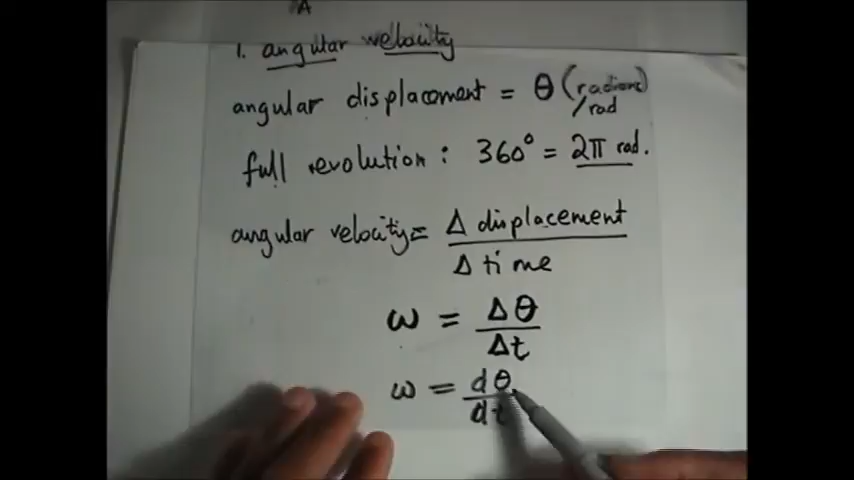 A
1. angular velocity
angular displacement = θ (radians)
/rad
full revolution : 360° = 2π rad.
angular velocity = Δ displacement
Δ time
ω = Δθ
Δt
ω = dθ
dt